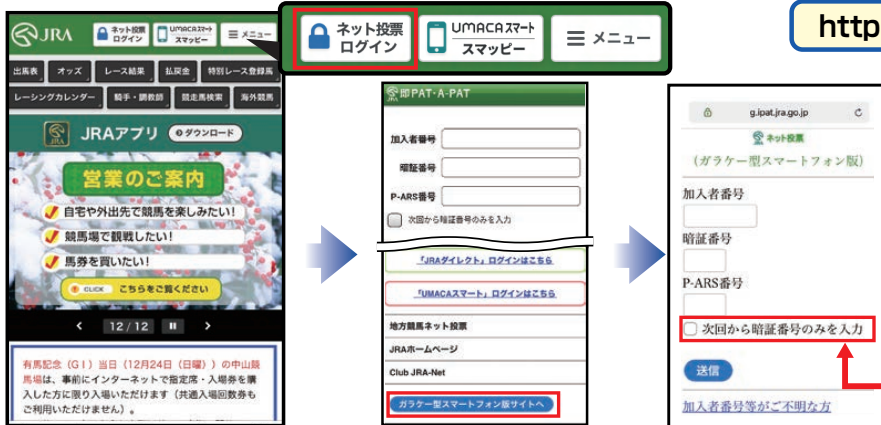 JRA
ネット投票
ログイン
UMACAスマート
スマッピー
メニュー
出馬表
オッズ
レース結果
払戻金
特別レース登録馬
レーシングカレンダー
騎手・調教師
競走馬検索
海外競馬
JRA
JRAアプリ
ダウンロード
営業のご案内
自宅や外出先で競馬を楽しみたい!
競馬場で観戦したい!
馬券を買いたい!
CLICK こちらをご覧ください
12/12
有馬記念(GⅠ)当日(12月24日(日曜))の中山競
馬場は、事前にインターネットで指定席・入場券を購
入した方に限り入場いただけます(共通入場回数券も
ご利用いただけません)。
ネット投票
ログイン
UMACAスマート
スマッピー
メニュー
http
即PAT・A-PAT
加入者番号
暗証番号
P-ARS番号
次回から暗証番号のみを入力
「JRAダイレクト」ログインはこちら
「UMACAスマート」ログインはこちら
地方競馬ネット投票
JRAホームページ
Club JRA-Net
ガラケー型スマートフォン版サイトへ
g.ipat.jra.go.jp
ネット投票
(ガラケー型スマートフォン版)
加入者番号
暗証番号
P-ARS番号
次回から暗証番号のみを入力
送信
加入者番号等がご不明な方